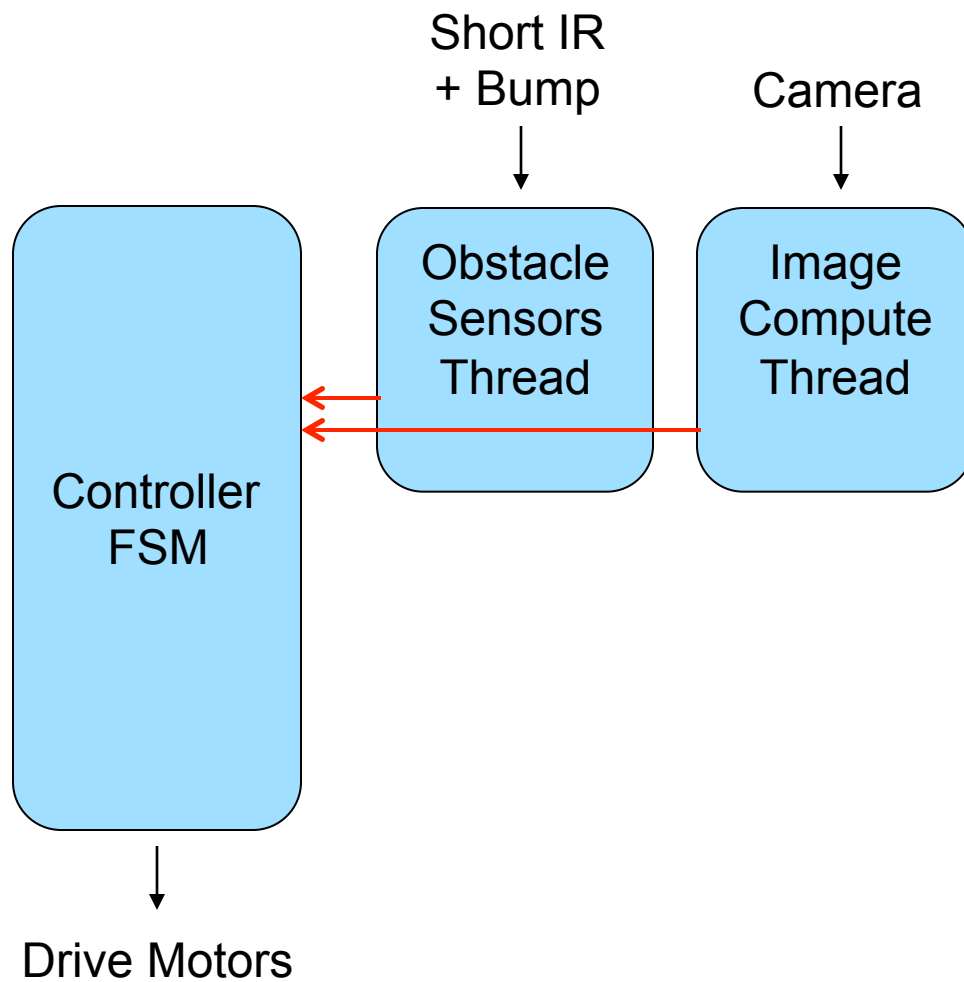 Short IR
+ Bump
Camera
Obstacle
Sensors
Thread
Image
Compute
Thread
Controller
FSM
Drive Motors